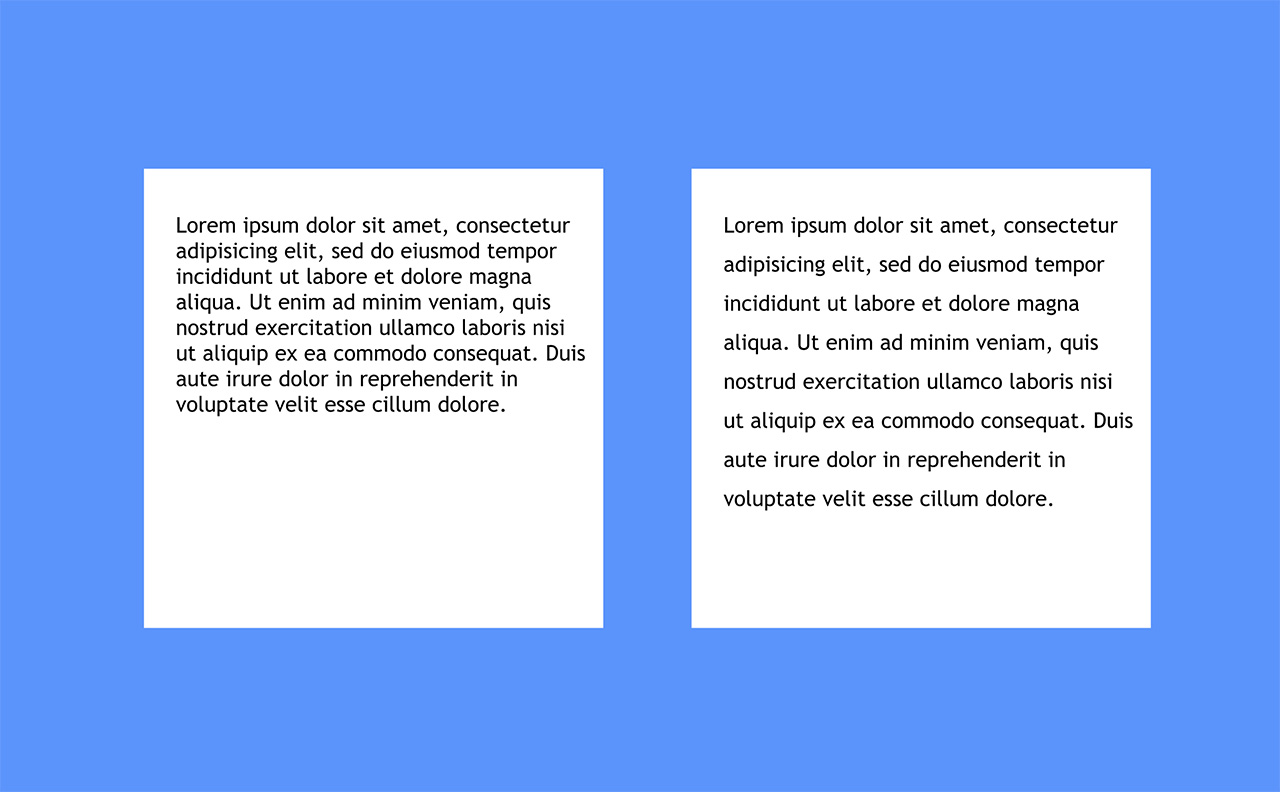 Lorem ipsum dolor sit amet, consectetur
adipisicing elit, sed do eiusmod tempor
incididunt ut labore et dolore magna
aliqua. Ut enim ad minim veniam, quis
nostrud exercitation ullamco laboris nisi
ut aliquip ex ea commodo consequat. Duis
aute irure dolor in reprehenderit in
voluptate velit esse cillum dolore.
Lorem ipsum dolor sit amet, consectetur
adipisicing elit, sed do eiusmod tempor
incididunt ut labore et dolore magna
aliqua. Ut enim ad minim veniam, quis
nostrud exercitation ullamco laboris nisi
ut aliquip ex ea commodo consequat. Duis
aute irure dolor in reprehenderit in
voluptate velit esse cillum dolore.